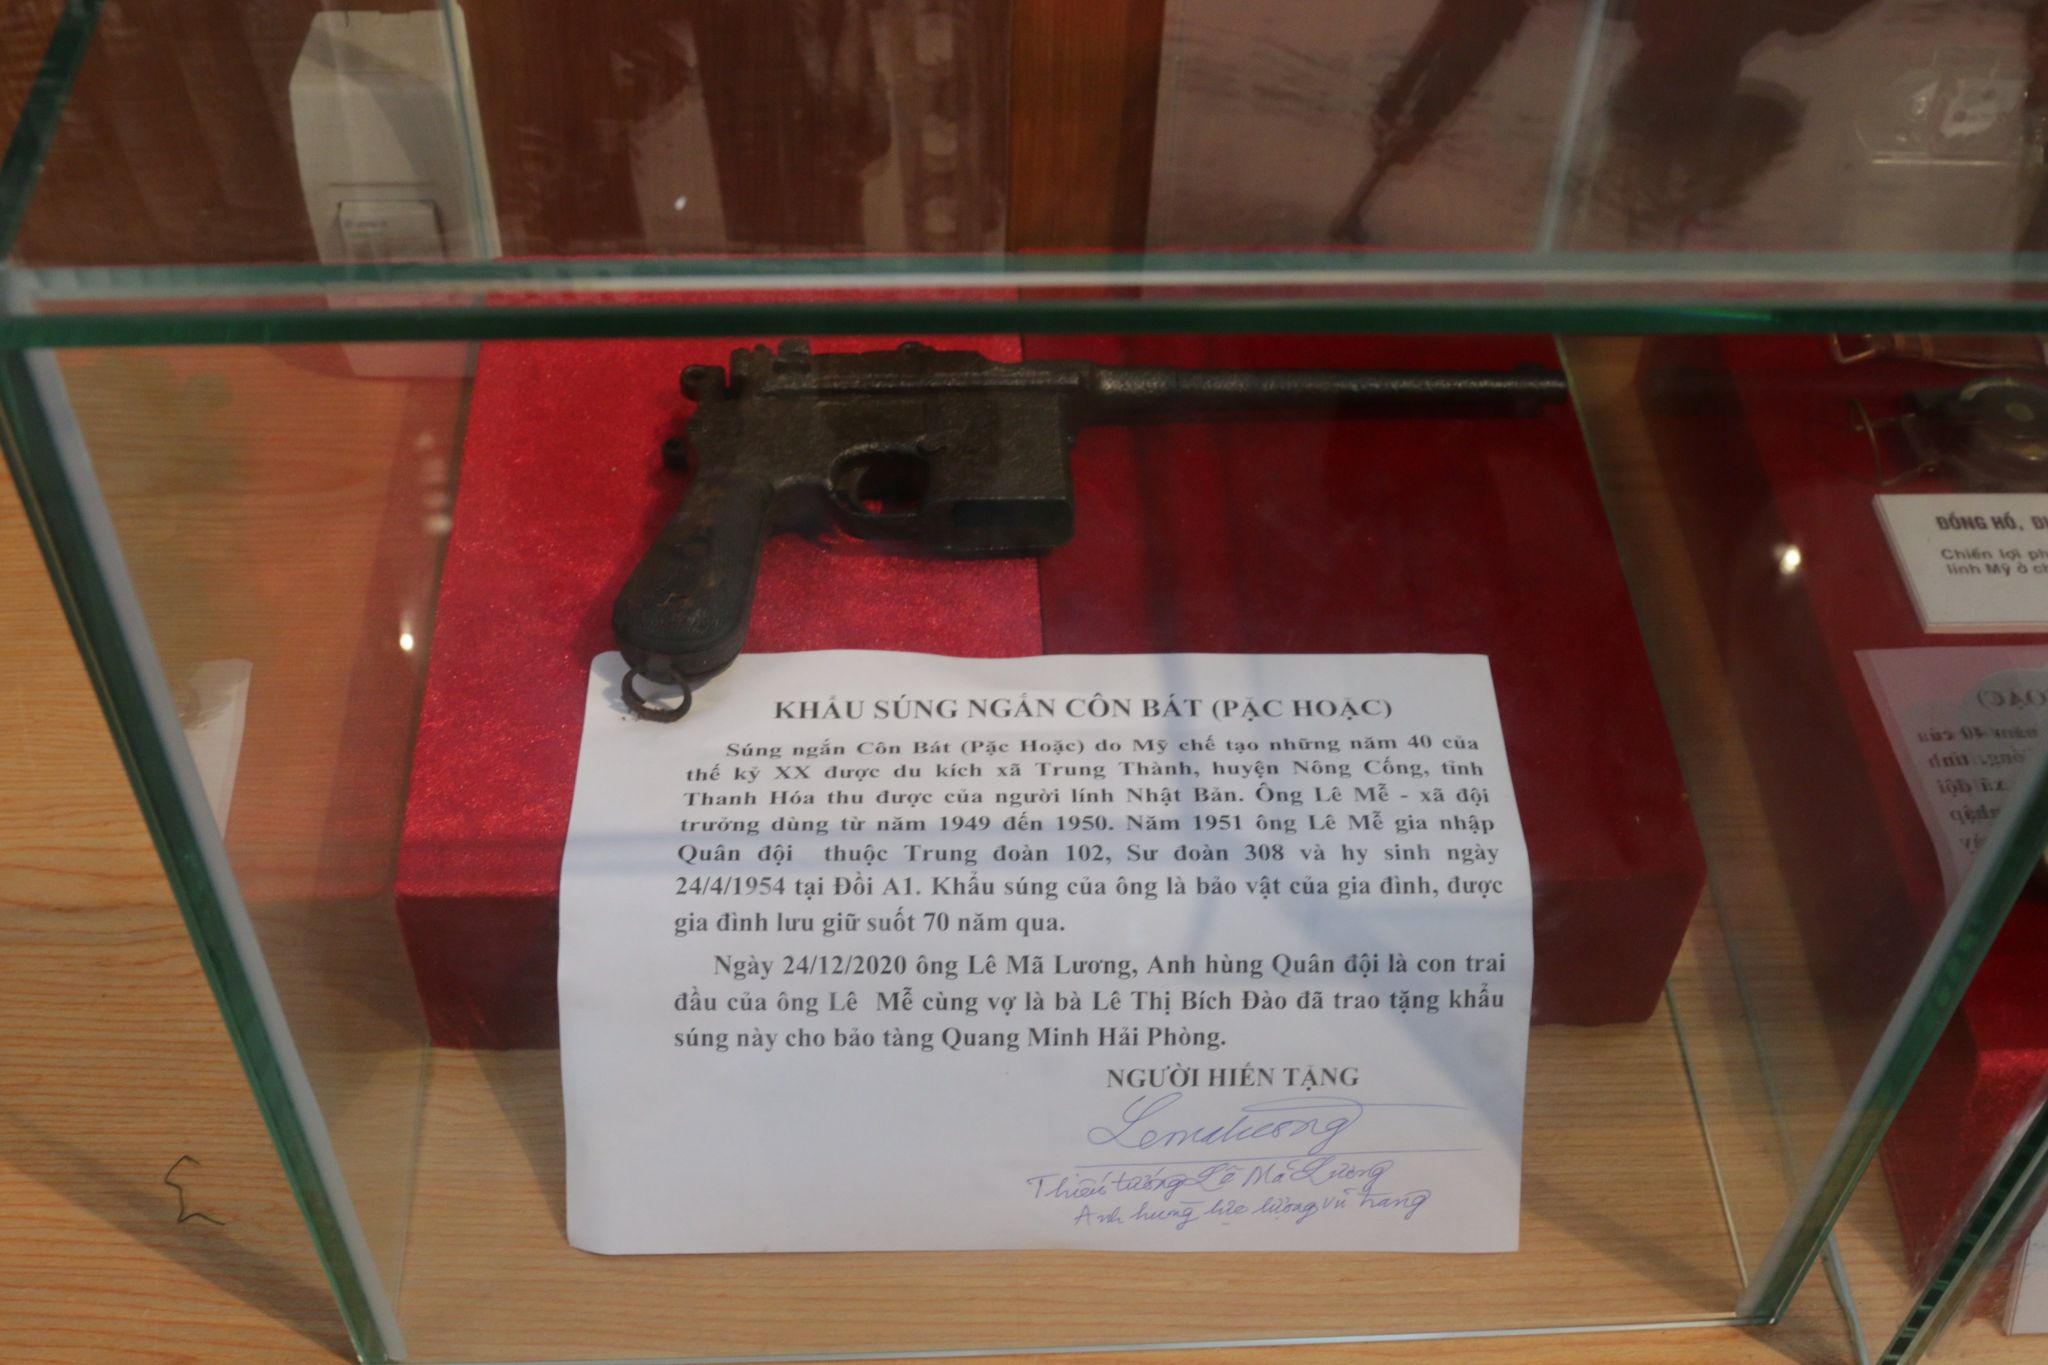 KHẨU SÚNG NGẮN CÔN BÁT (PẶC HOẶC)
Súng ngắn Côn Bát (Pặc Hoặc) do Mỹ chế tạo những năm 40 của
thế kỷ XX được du kích xã Trung Thành, huyện Nông Cống, tỉnh
Thanh Hóa thu được của người lính Nhật Bản. Ông Lê Mễ - xã đội
trưởng dùng từ năm 1949 đến 1950. Năm 1951 ông Lê Mễ gia nhập
Quân đội thuộc Trung đoàn 102, Sư đoàn 308 và hy sinh ngày
24/4/1954 tại Đồi A1. Khẩu súng của ông là bảo vật của gia đình, được
gia đình lưu giữ suốt 70 năm qua.
Ngày 24/12/2020 ông Lê Mã Lương, Anh hùng Quân đội là con trai
đầu của ông Lê Mễ cùng vợ là bà Lê Thị Bích Đào đã trao tặng khẩu
súng này cho bảo tàng Quang Minh Hải Phòng.
NGƯỜI HIẾN TẶNG
Lemaluong
Thiếu tướng Lê Mã Lương
Anh hùng lực lượng vũ trang
ĐỒNG HỒ,
Chiến lợi
lính Mỹ ở